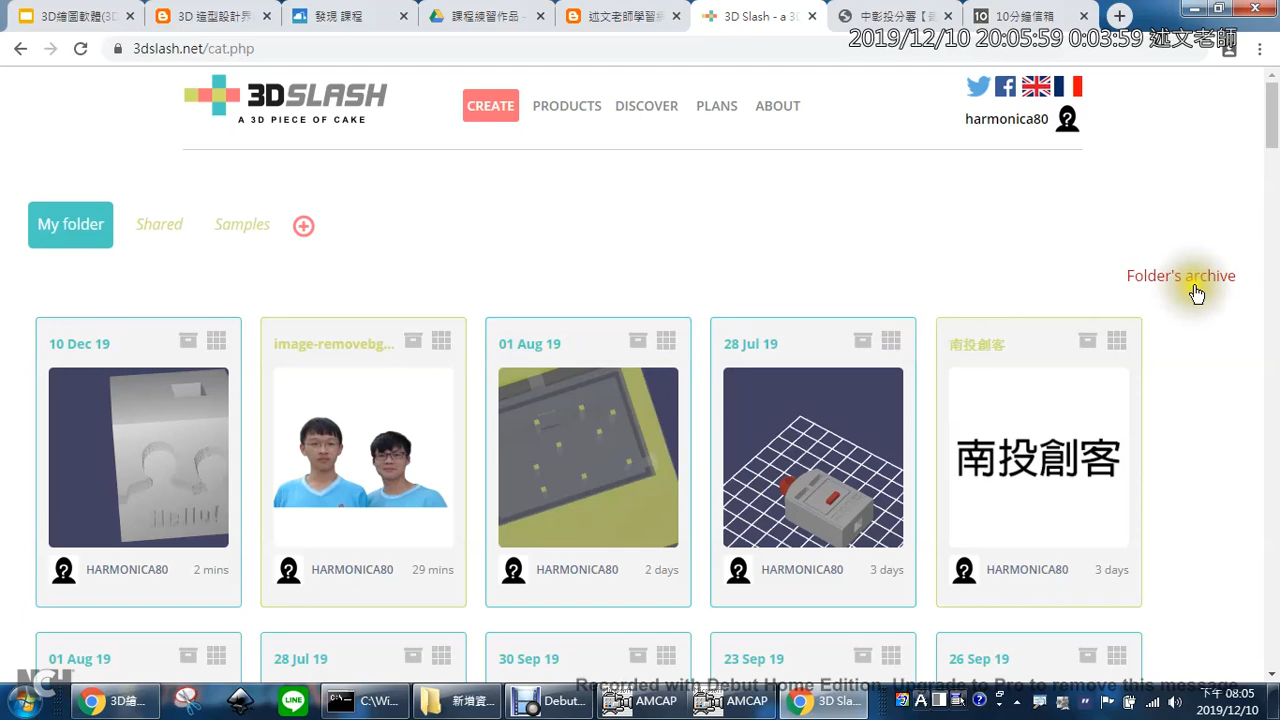 3D繪圖軟體(3D
3D 造型設計界
發現 課程
課程練習作品 -
述文老師學習網
3D Slash - a 3D
中彰投分署【
10分鐘信箱
3dslash.net/cat.php
2019/12/10 20:05:59 0:03:59 述文老師
3DSLASH
A 3D PIECE OF CAKE
CREATE PRODUCTS DISCOVER PLANS ABOUT
harmonica80
My folder Shared Samples
Folder's archive
10 Dec 19
image-removebg...
01 Aug 19
28 Jul 19
南投創客
Hello!
南投創客
HARMONICA80 2 mins
HARMONICA80 29 mins
HARMONICA80 2 days
HARMONICA80 3 days
HARMONICA80 3 days
01 Aug 19
28 Jul 19
30 Sep 19
23 Sep 19
26 Sep 19
NCH
Recorded with Debut Home Edition. Upgrade to Pro to remove this message
LINE
C:\Wi...
新增資...
Debut...
AMCAP
AMCAP
3D Sla...
下午 08:05
2019/12/10